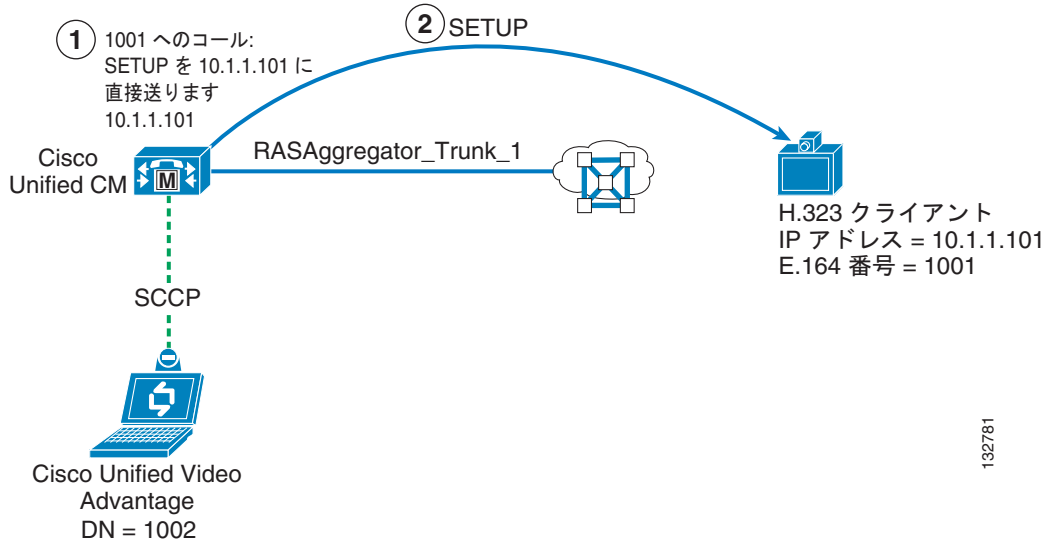 1
1001 へのコール:
SETUP を 10.1.1.101 に
直接送ります
10.1.1.101
2
SETUP
Cisco
Unified CM
M
RASAggregator_Trunk_1
H.323 クライアント
IP アドレス = 10.1.1.101
E.164 番号 = 1001
SCCP
Cisco Unified Video
Advantage
DN = 1002
132781